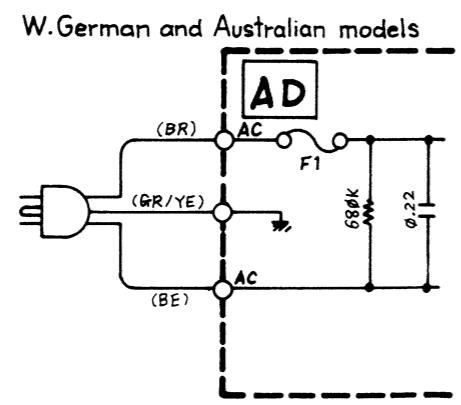 W. German and Australian models
AD
(BR)
AC
F1
(GR/YE)
680K
0.22
AC
(BE)